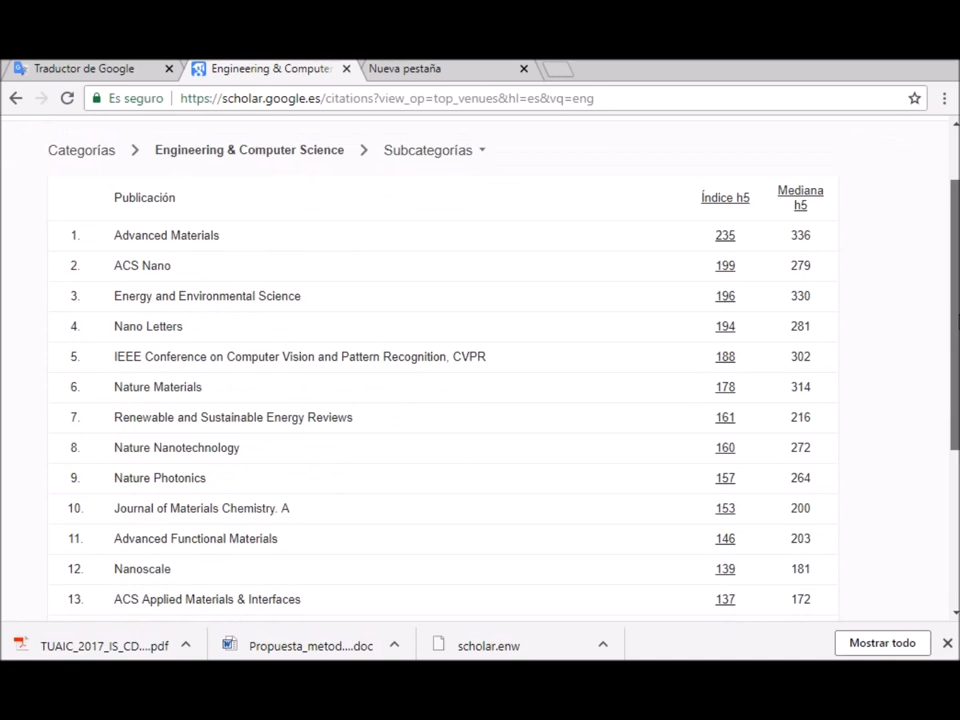 Traductor de Google
Engineering & Computer
Nueva pestaña
Es seguro
https://scholar.google.es/citations?view_op=top_venues&hl=es&vq=eng
Categorías Engineering & Computer Science Subcategorías
Publicación Índice h5 Mediana h5
1. Advanced Materials 235 336
2. ACS Nano 199 279
3. Energy and Environmental Science 196 330
4. Nano Letters 194 281
5. IEEE Conference on Computer Vision and Pattern Recognition, CVPR 188 302
6. Nature Materials 178 314
7. Renewable and Sustainable Energy Reviews 161 216
8. Nature Nanotechnology 160 272
9. Nature Photonics 157 264
10. Journal of Materials Chemistry. A 153 200
11. Advanced Functional Materials 146 203
12. Nanoscale 139 181
13. ACS Applied Materials & Interfaces 137 172
TUAIC_2017_IS_CD....pdf
Propuesta_metod....doc
scholar.enw
Mostrar todo